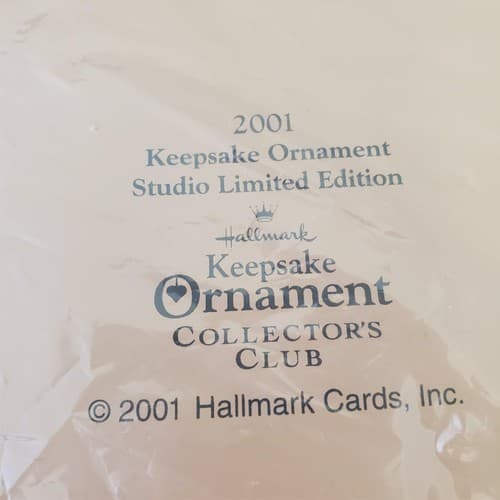 2001
Keepsake Ornament
Studio Limited Edition
Hallmark
Keepsake
Ornament
COLLECTOR'S
CLUB
© 2001 Hallmark Cards, Inc.